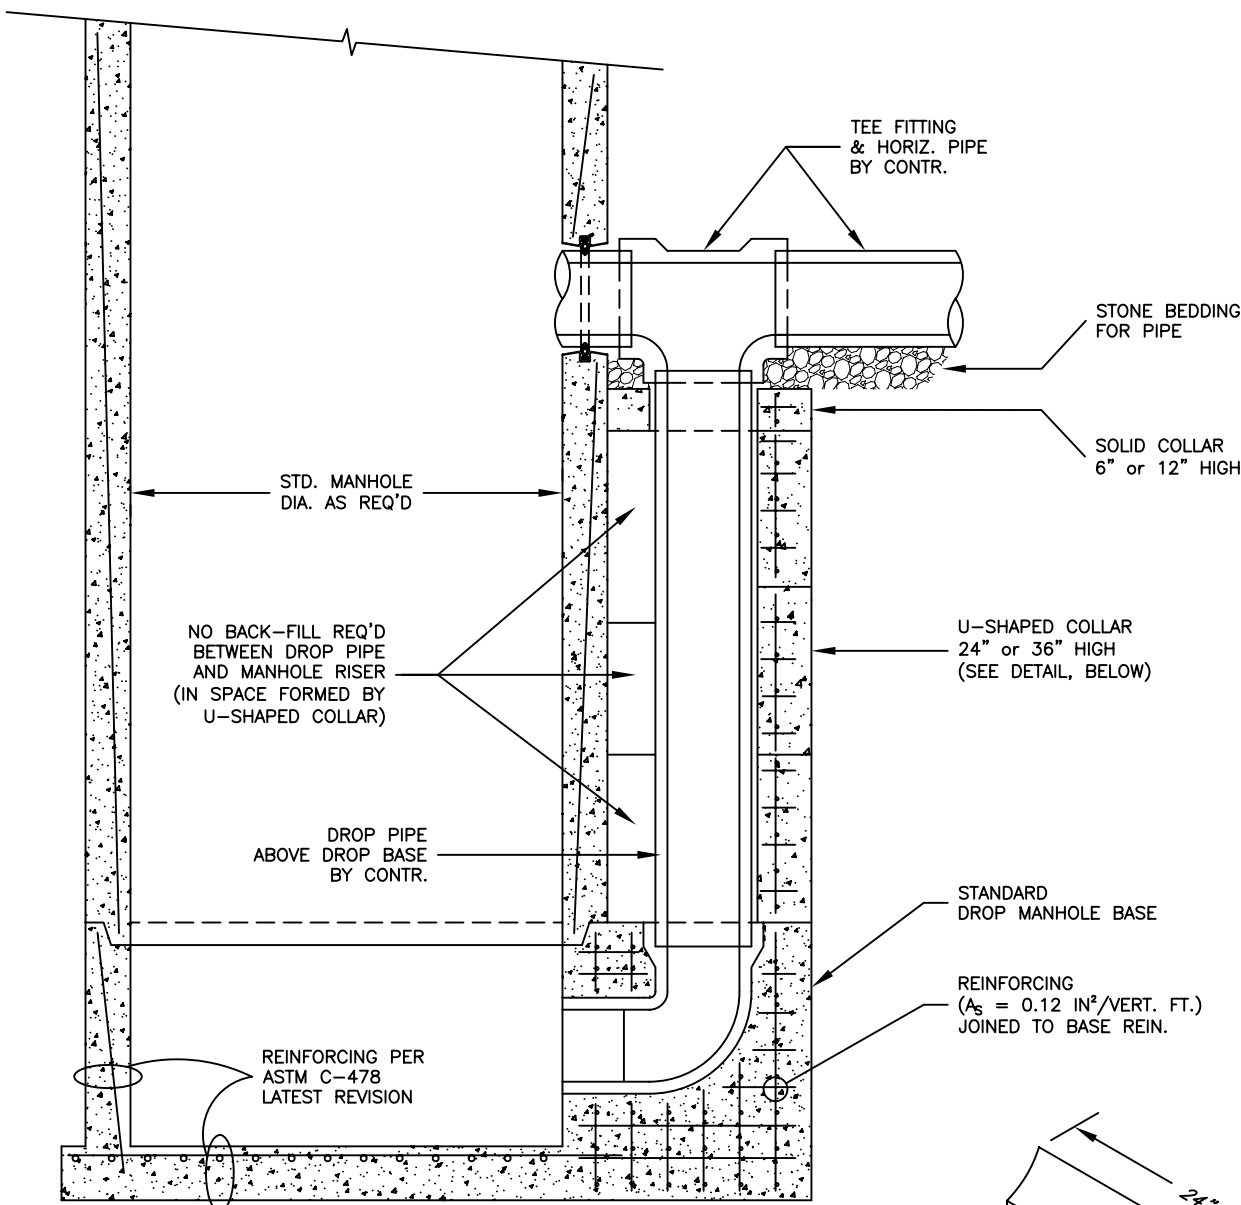 TEE FITTING
& HORIZ. PIPE
BY CONTR.
STONE BEDDING
FOR PIPE
SOLID COLLAR
6” or 12” HIGH
STD. MANHOLE
DIA. AS REQ’D
NO BACK–FILL REQ’D
BETWEEN DROP PIPE
AND MANHOLE RISER
(IN SPACE FORMED BY
U–SHAPED COLLAR)
U–SHAPED COLLAR
24” or 36” HIGH
(SEE DETAIL, BELOW)
DROP PIPE
ABOVE DROP BASE
BY CONTR.
STANDARD
DROP MANHOLE BASE
REINFORCING
(AS = 0.12 IN²/VERT. FT.)
JOINED TO BASE REIN.
REINFORCING PER
ASTM C–478
LATEST REVISION
24”